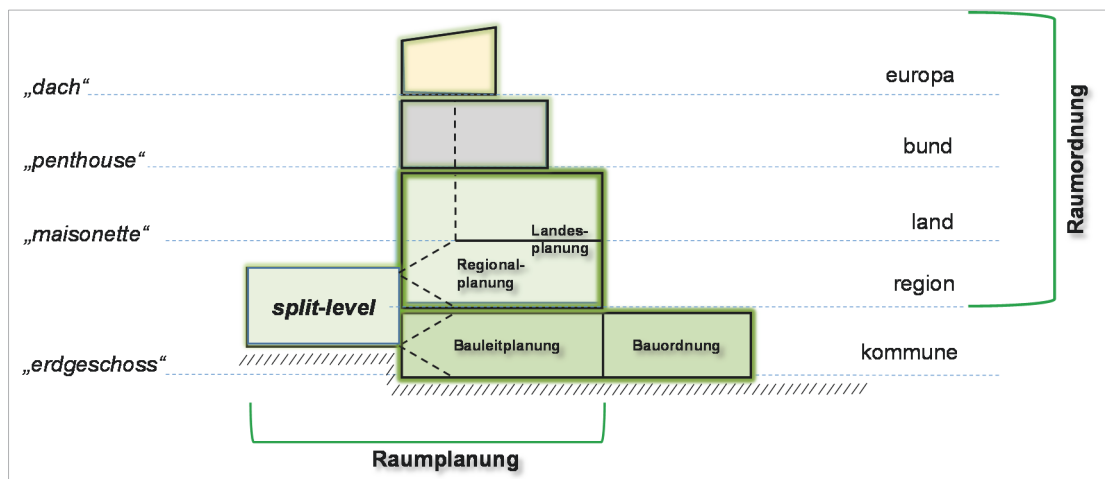 „dach“
europa
„penthouse“
bund
„maisonette“
Landes-
planung
land
Regional-
planung
region
split-level
„erdgeschoss“
Bauleitplanung
Bauordnung
kommune
Raumordnung
Raumplanung